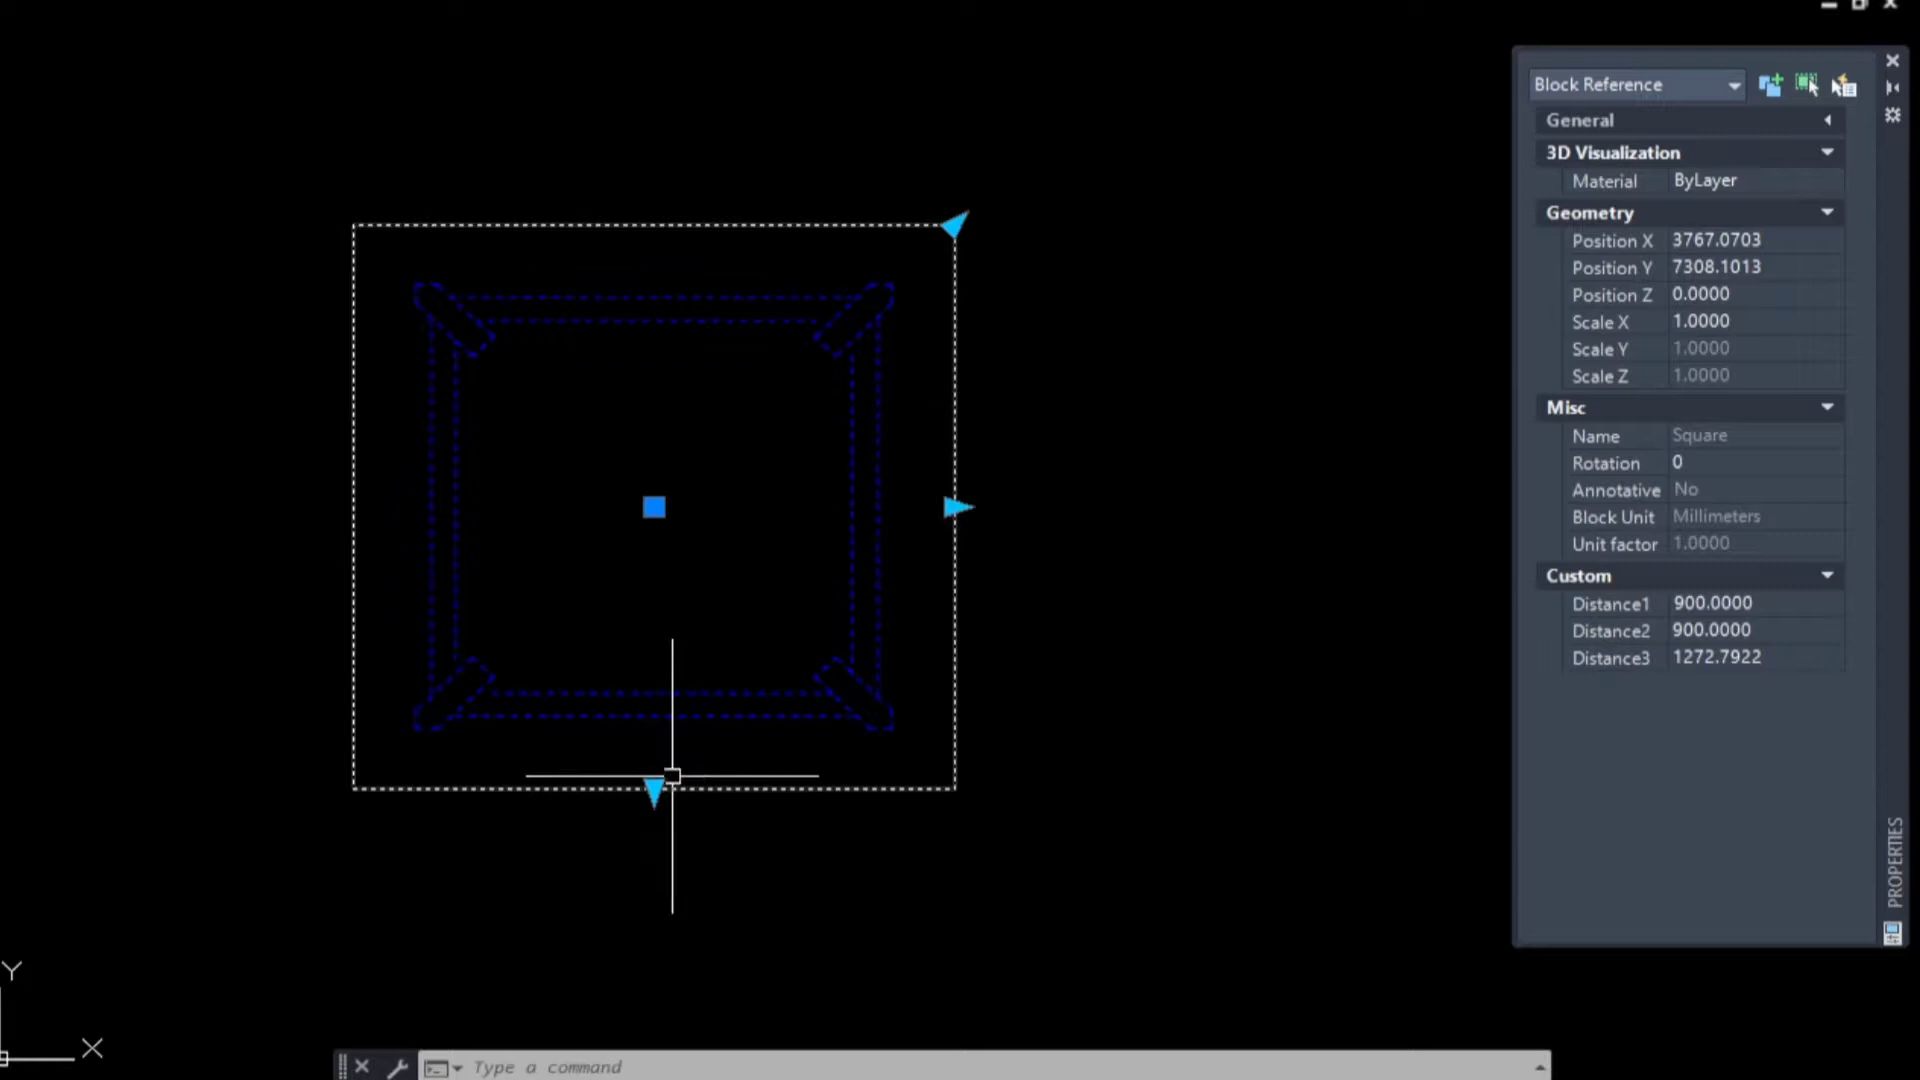 Block Reference
General
3D Visualization
Material ByLayer
Geometry
Position X 3767.0703
Position Y 7308.1013
Position Z 0.0000
Scale X 1.0000
Scale Y 1.0000
Scale Z 1.0000
Misc
Name Square
Rotation 0
Annotative No
Block Unit Millimeters
Unit factor 1.0000
Custom
Distance1 900.0000
Distance2 900.0000
Distance3 1272.7922
PROPERTIES
Y
X
Type a command